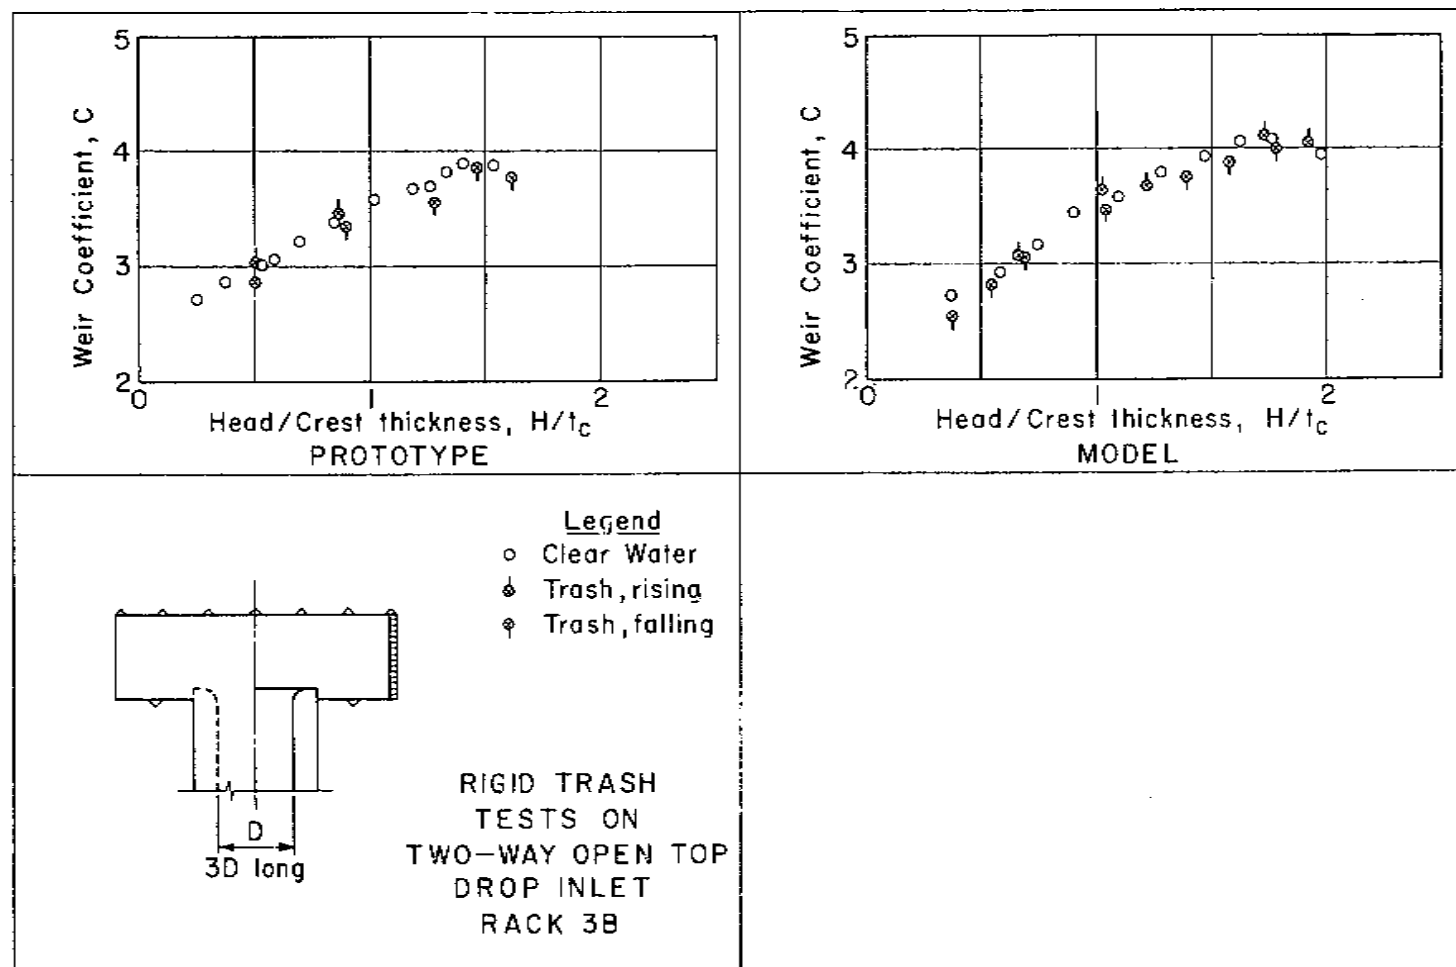 5
4
3
2
Weir Coefficient, C
0
1
2
Head/Crest thickness, H/tc
PROTOTYPE
5
4
3
2
Weir Coefficient, C
0
1
2
Head/Crest thickness, H/tc
MODEL
Legend
Clear Water
Trash, rising
Trash, falling
D
3D long
RIGID TRASH
TESTS ON
TWO-WAY OPEN TOP
DROP INLET
RACK 3B